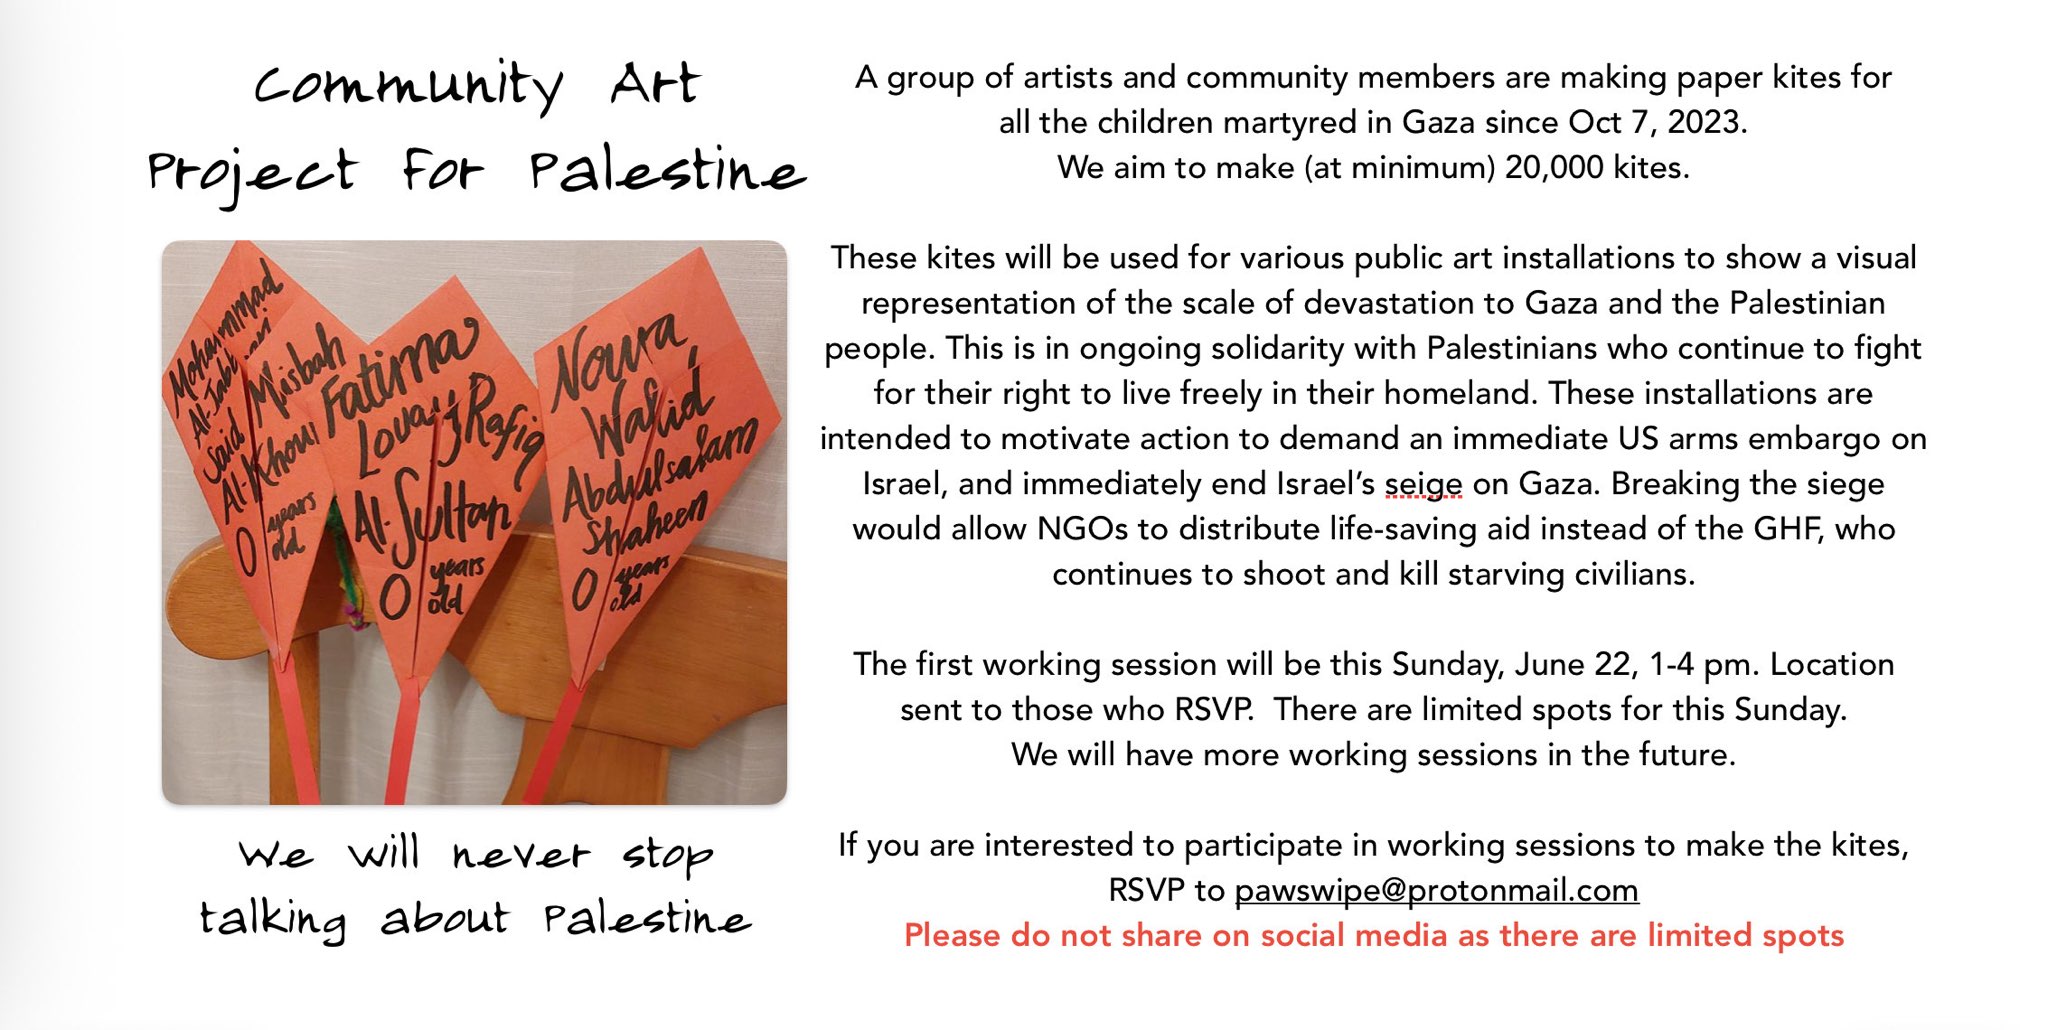 Community Art
Project For Palestine
Mohammad
Al-Jabl
Said
Misbah
Al-Khouri
0 years
old
Fatima
Louay Rafiq
Al-Sultan
0 years
old
Noura
Walid
Abdulsalam
Shaheen
0 years
old
We will never stop
talking about Palestine
A group of artists and community members are making paper kites for
all the children martyred in Gaza since Oct 7, 2023.
We aim to make (at minimum) 20,000 kites.
These kites will be used for various public art installations to show a visual
representation of the scale of devastation to Gaza and the Palestinian
people. This is in ongoing solidarity with Palestinians who continue to fight
for their right to live freely in their homeland. These installations are
intended to motivate action to demand an immediate US arms embargo on
Israel, and immediately end Israel’s seige on Gaza. Breaking the siege
would allow NGOs to distribute life-saving aid instead of the GHF, who
continues to shoot and kill starving civilians.
The first working session will be this Sunday, June 22, 1-4 pm. Location
sent to those who RSVP.  There are limited spots for this Sunday.
We will have more working sessions in the future.
If you are interested to participate in working sessions to make the kites,
RSVP to pawswipe@protonmail.com
Please do not share on social media as there are limited spots